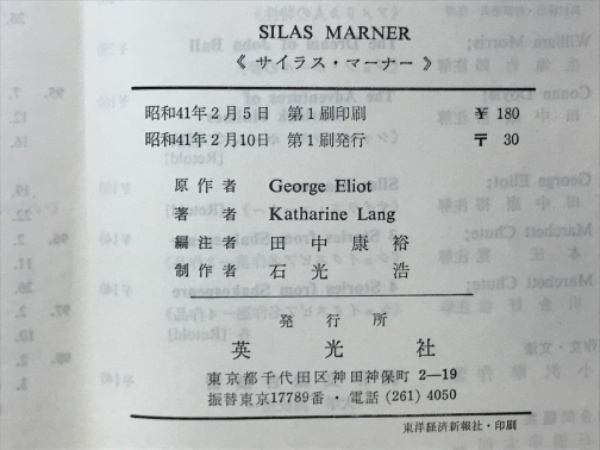 SILAS MARNER
《サイラス・マーナー》
昭和41年2月5日 第1刷印刷 ¥ 180
昭和41年2月10日 第1刷発行 〒 30
原作者 George Eliot
著者 Katharine Lang
編注者 田中康裕
制作者 石光浩
発行所
英光社
東京都千代田区神田神保町 2—19
振替東京17789番・電話 (261) 4050
東洋経済新報社・印刷